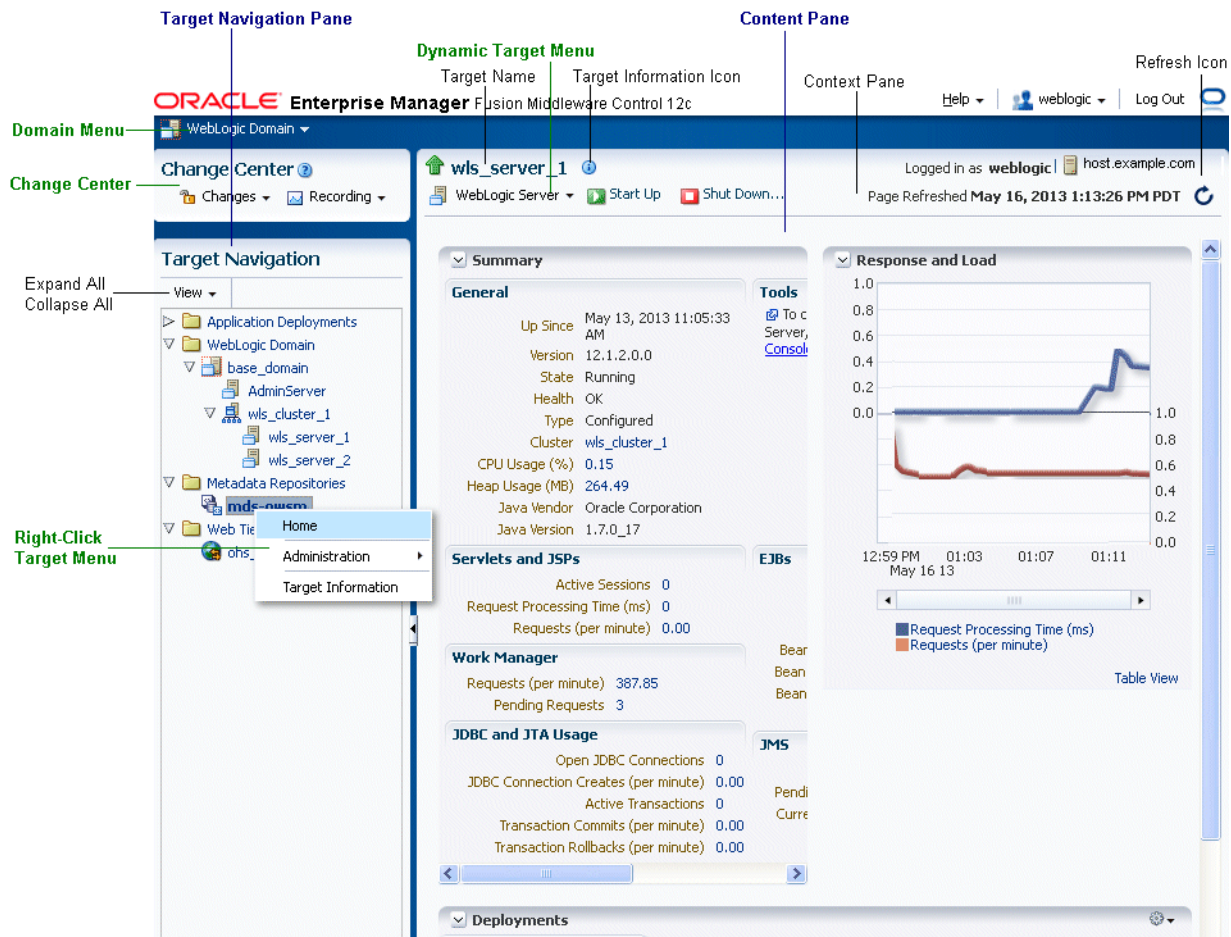 Target Navigation Pane
Content Pane
Dynamic Target Menu
Target Name
Target Information Icon
Context Pane
Refresh Icon
ORACLE Enterprise Manager Fusion Middleware Control 12c
Help
weblogic
Log Out
Domain Menu
WebLogic Domain
Change Center
Change Center
Changes
Recording
wls_server_1
Logged in as weblogic
host.example.com
WebLogic Server
Start Up
Shut Down...
Page Refreshed May 16, 2013 1:13:26 PM PDT
Target Navigation
Expand All
Collapse All
View
Application Deployments
WebLogic Domain
base_domain
AdminServer
wls_cluster_1
wls_server_1
wls_server_2
Metadata Repositories
mds-owsm
Web Tie
ohs_
Right-Click
Target Menu
Home
Administration
Target Information
Summary
General
Up Since May 13, 2013 11:05:33
AM
Version 12.1.2.0.0
State Running
Health OK
Type Configured
Cluster wls_cluster_1
CPU Usage (%) 0.15
Heap Usage (MB) 264.49
Java Vendor Oracle Corporation
Java Version 1.7.0_17
Tools
To c
Server,
Consol
Servlets and JSPs
Active Sessions 0
Request Processing Time (ms) 0
Requests (per minute) 0.00
EJBs
Bear
Bean
Bean
Work Manager
Requests (per minute) 387.85
Pending Requests 3
JDBC and JTA Usage
Open JDBC Connections 0
JDBC Connection Creates (per minute) 0.00
Active Transactions 0
Transaction Commits (per minute) 0.00
Transaction Rollbacks (per minute) 0.00
JMS
Pendi
Curre
Response and Load
1.0
0.8
0.6
0.4
0.2
0.0
1.0
0.8
0.6
0.4
0.2
0.0
12:59 PM
May 16 13
01:03
01:07
01:11
Request Processing Time (ms)
Requests (per minute)
Table View
Deployments